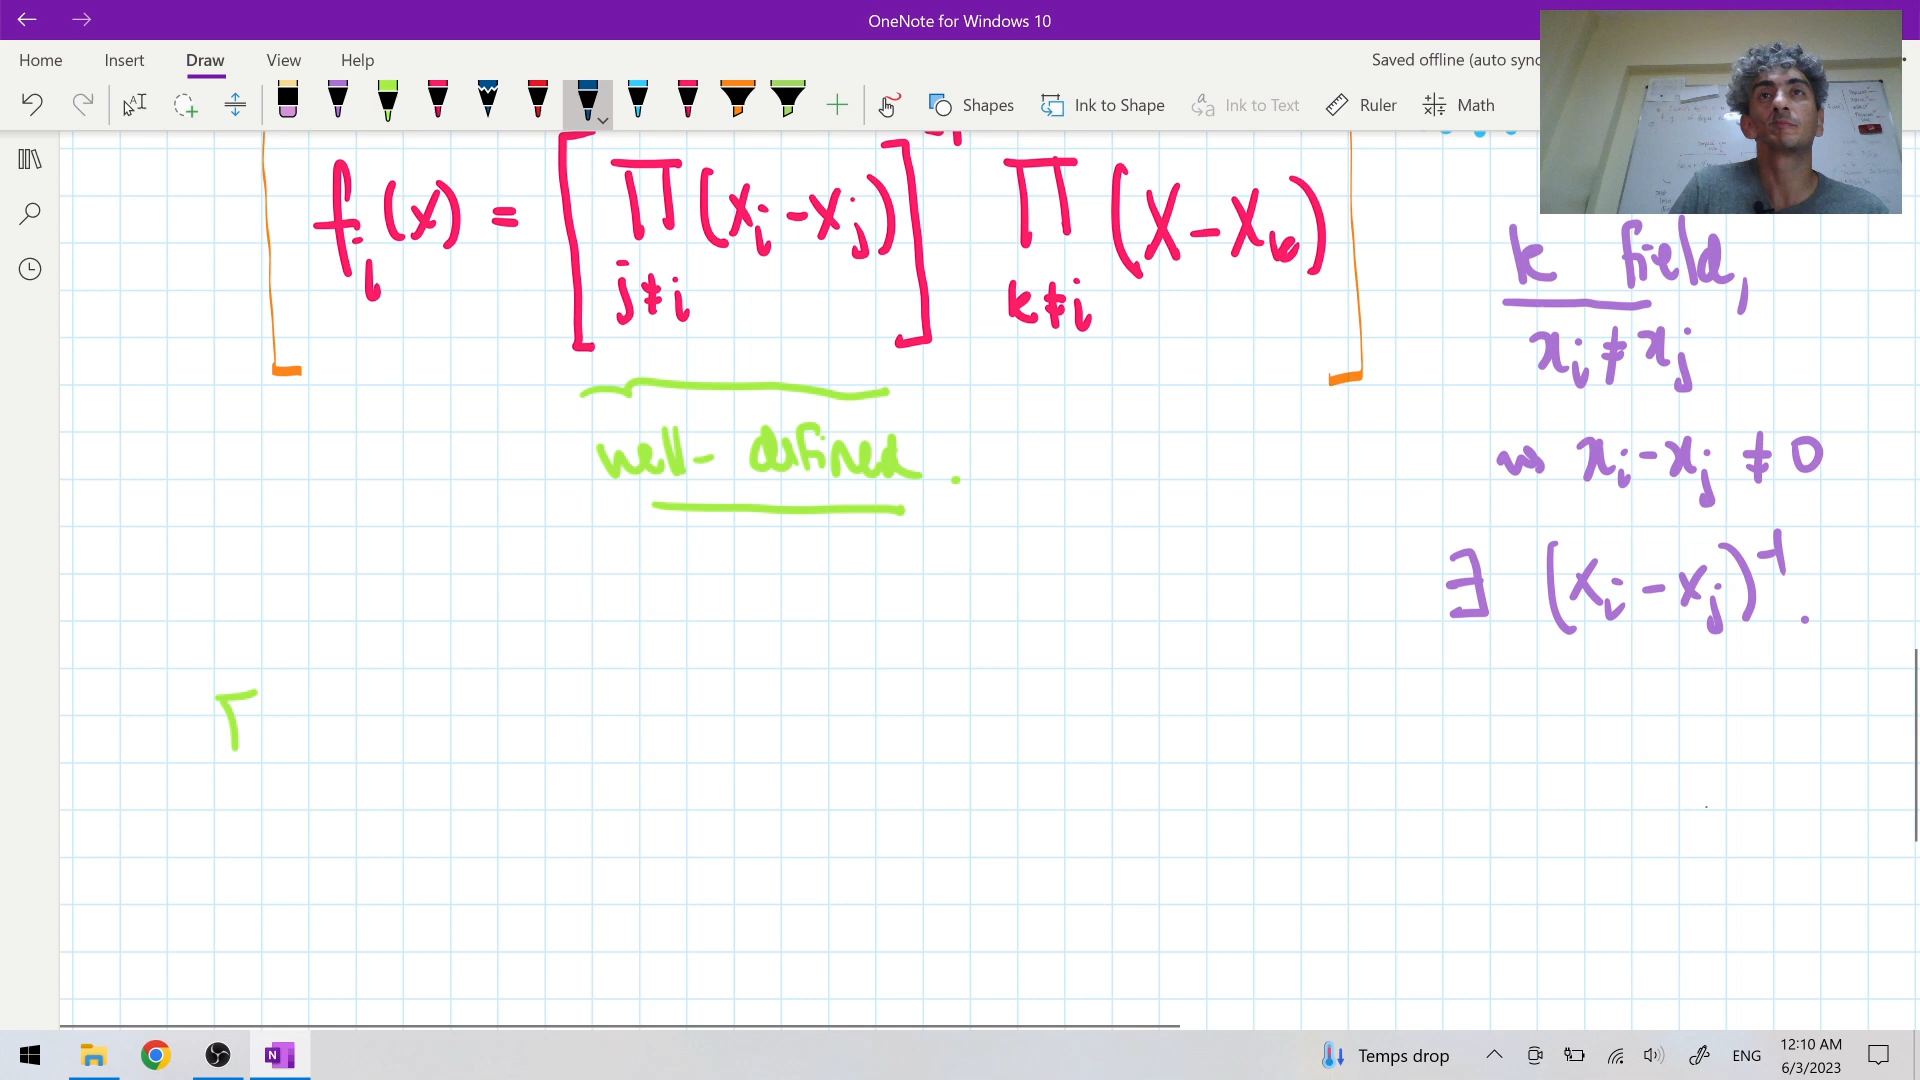 OneNote for Windows 10
Home Insert Draw View Help Saved offline (auto sync
Shapes Ink to Shape Ink to Text Ruler Math
f_i(x) = [∏_{j≠i} (x_i - x_j)]^{-1} ∏_{k≠i} (X - X_k)
well-defined.
k field,
x_i ≠ x_j
⇝ x_i - x_j ≠ 0
∃ (x_i - x_j)^{-1}.
Temps drop ENG 12:10 AM
6/3/2023